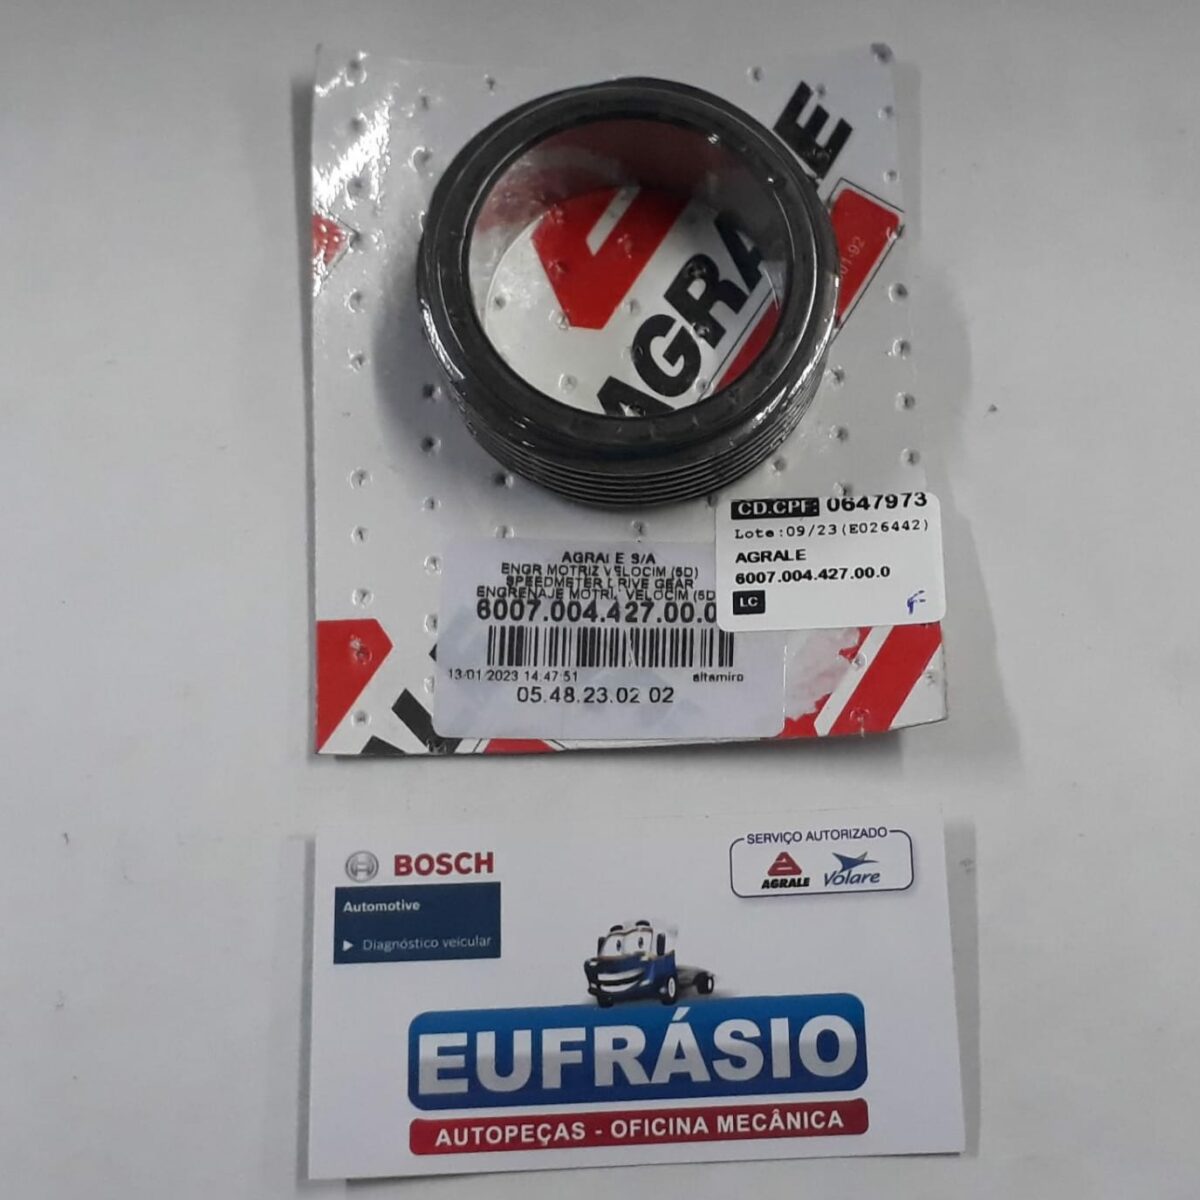 AGRALE
01-92
CD.CPF: 0647973
Lote:09/23(E026442)
AGRALE
6007.004.427.00.0
LC
F-
AGRALE S/A
ENGR MOTRIZ VELOCIM (5D)
SPEEDMETER DRIVE GEAR
ENGRENAJE MOTRIZ VELOCIM (5D
6007.004.427.00.0
13/01/2023 14:47:51 altamiro
05.48.23.02 02
BOSCH
Automotive
Diagnóstico veicular
SERVIÇO AUTORIZADO
AGRALE Volare
EUFRÁSIO
AUTOPEÇAS - OFICINA MECÂNICA